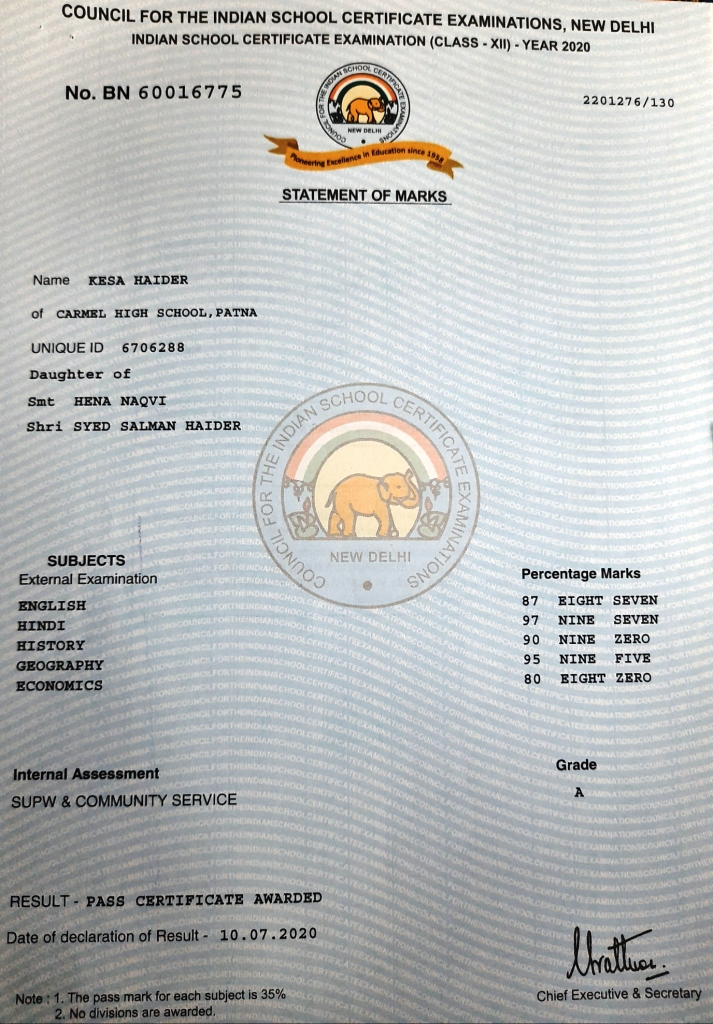 COUNCIL FOR THE INDIAN SCHOOL CERTIFICATE EXAMINATIONS, NEW DELHI
INDIAN SCHOOL CERTIFICATE EXAMINATION (CLASS - XII) - YEAR 2020
No. BN 60016775
2201276/130
COUNCIL FOR THE INDIAN SCHOOL CERTIFICATE EXAMINATIONS
NEW DELHI
Pioneering Excellence in Education since 1958
STATEMENT OF MARKS
Name KESA HAIDER
of CARMEL HIGH SCHOOL,PATNA
UNIQUE ID 6706288
Daughter of
Smt HENA NAQVI
Shri SYED SALMAN HAIDER
COUNCIL FOR THE INDIAN SCHOOL CERTIFICATE EXAMINATIONS
NEW DELHI
SUBJECTS
External Examination Percentage Marks
ENGLISH 87 EIGHT SEVEN
HINDI 97 NINE SEVEN
HISTORY 90 NINE ZERO
GEOGRAPHY 95 NINE FIVE
ECONOMICS 80 EIGHT ZERO
Internal Assessment Grade
SUPW & COMMUNITY SERVICE A
RESULT - PASS CERTIFICATE AWARDED
Date of declaration of Result - 10.07.2020
Chief Executive & Secretary
Note : 1. The pass mark for each subject is 35%
2. No divisions are awarded.